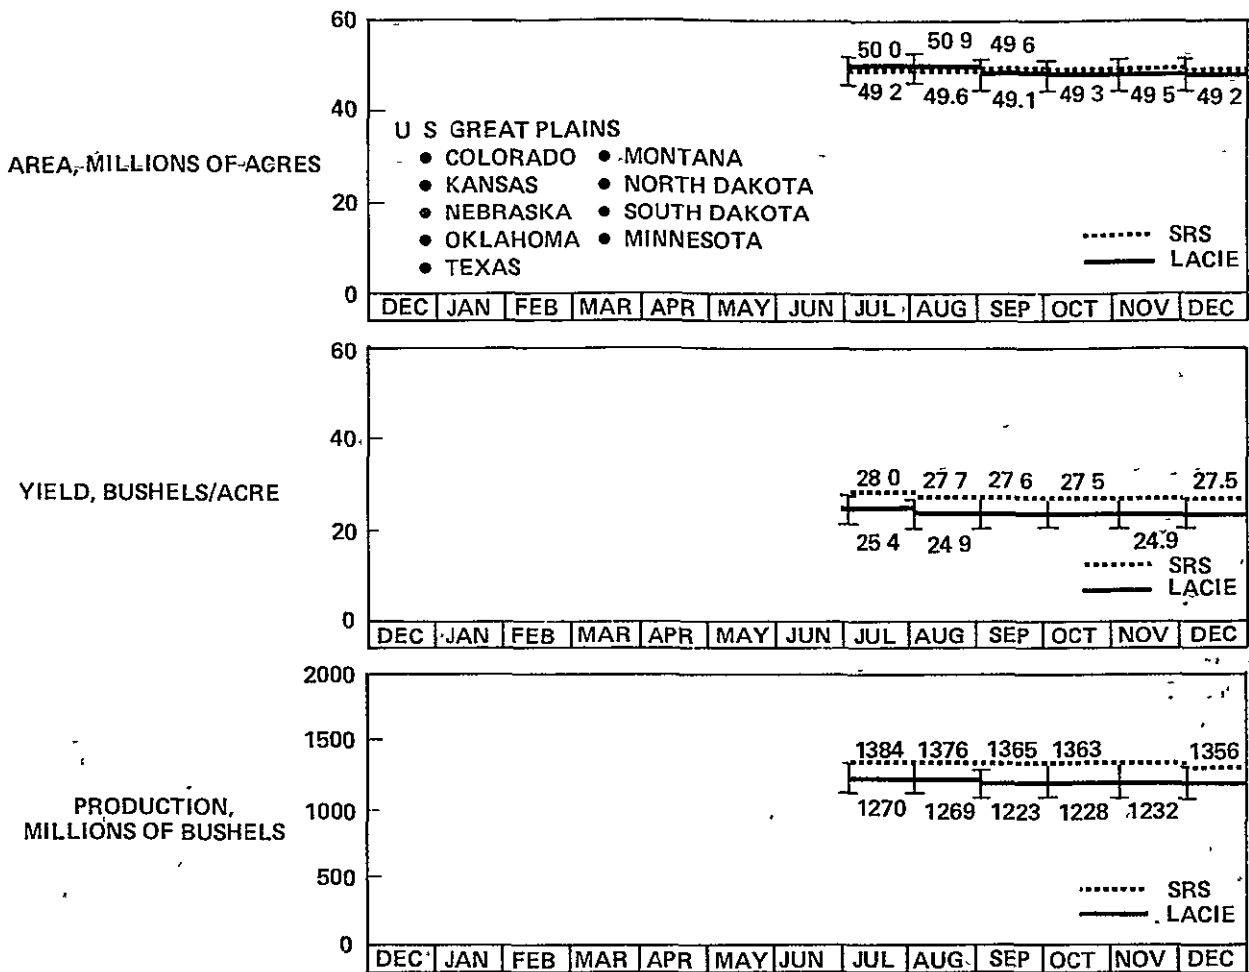 60
40
20
0
AREA, MILLIONS OF ACRES
50 0 50 9 49 6
49 2 49.6 49.1 49 3 49 5 49 2
U S GREAT PLAINS
• COLORADO • MONTANA
• KANSAS • NORTH DAKOTA
• NEBRASKA • SOUTH DAKOTA
• OKLAHOMA • MINNESOTA
• TEXAS
SRS
LACIE
DEC JAN FEB MAR APR MAY JUN JUL AUG SEP OCT NOV DEC
60
40
20
0
YIELD, BUSHELS/ACRE
28 0 27 7 27 6 27 5 27.5
25 4 24 9 24.9
SRS
LACIE
DEC JAN FEB MAR APR MAY JUN JUL AUG SEP OCT NOV DEC
2000
1500
1000
500
0
PRODUCTION,
MILLIONS OF BUSHELS
1384 1376 1365 1363 1356
1270 1269 1223 1228 1232
SRS
LACIE
DEC JAN FEB MAR APR MAY JUN JUL AUG SEP OCT NOV DEC